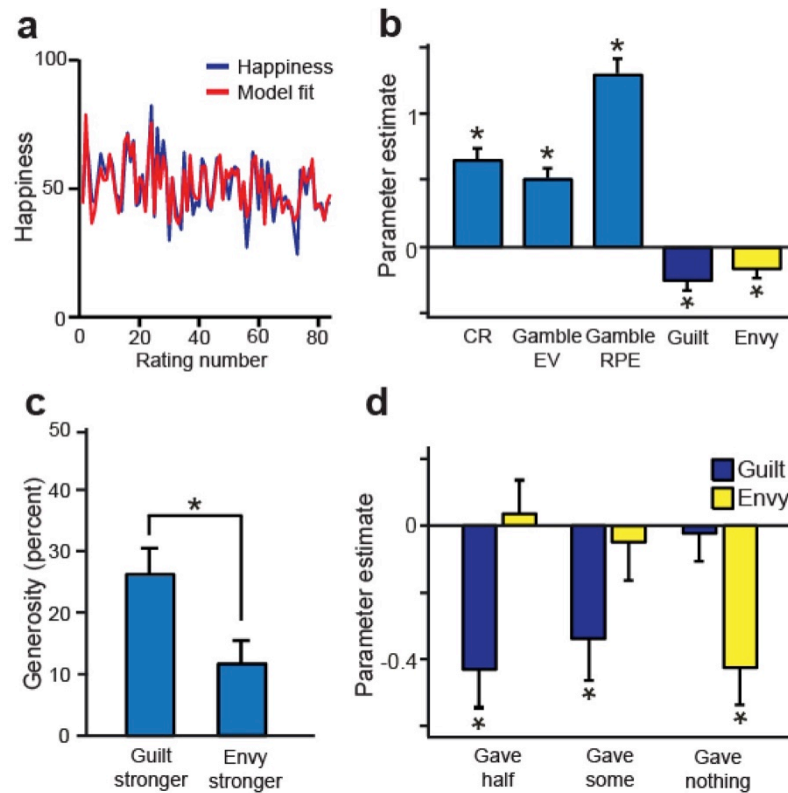 a
100
Happiness
Model fit
Happiness
50
0
0
20
40
60
80
Rating number
b
Parameter estimate
1
0
*
*
*
*
*
CR
Gamble
EV
Gamble
RPE
Guilt
Envy
c
Generosity (percent)
50
40
30
20
10
0
*
Guilt
stronger
Envy
stronger
d
Guilt
Envy
Parameter estimate
0
-0.4
*
*
*
Gave
half
Gave
some
Gave
nothing